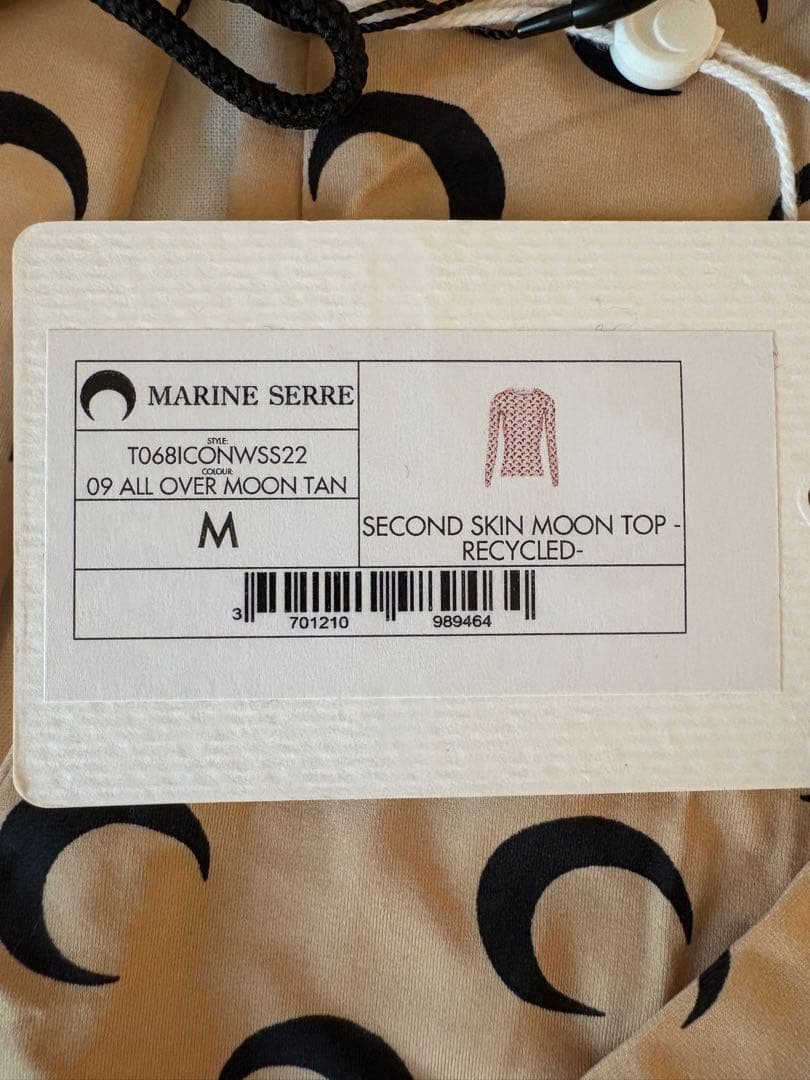 MARINE SERRE
STYLE:
T068ICONWSS22
COLOUR:
09 ALL OVER MOON TAN
M
SECOND SKIN MOON TOP -
RECYCLED-
3 701210 989464